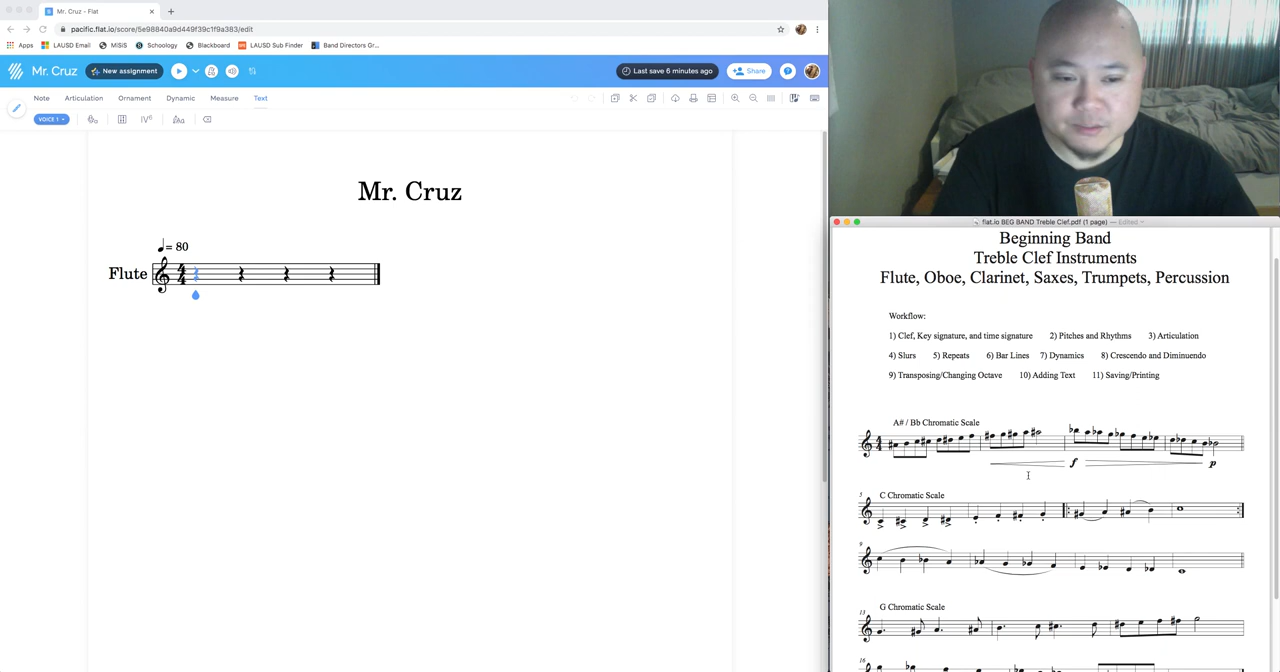 Mr. Cruz - Flat
pacific.flat.io/score/5e98840a9d449f39c1f9a383/edit
Apps LAUSD Email MiSiS Schoology Blackboard LAUSD Sub Finder Band Directors Gr...
Mr. Cruz New assignment Last save 6 minutes ago Share
Note Articulation Ornament Dynamic Measure Text
VOICE 1
Mr. Cruz
= 80
Flute
flat.io BEG BAND Treble Clef.pdf (1 page) — Edited
Beginning Band
Treble Clef Instruments
Flute, Oboe, Clarinet, Saxes, Trumpets, Percussion
Workflow:
1) Clef, Key signature, and time signature 2) Pitches and Rhythms 3) Articulation
4) Slurs 5) Repeats 6) Bar Lines 7) Dynamics 8) Crescendo and Diminuendo
9) Transposing/Changing Octave 10) Adding Text 11) Saving/Printing
A# / Bb Chromatic Scale
f p
5 C Chromatic Scale
9
13 G Chromatic Scale
16